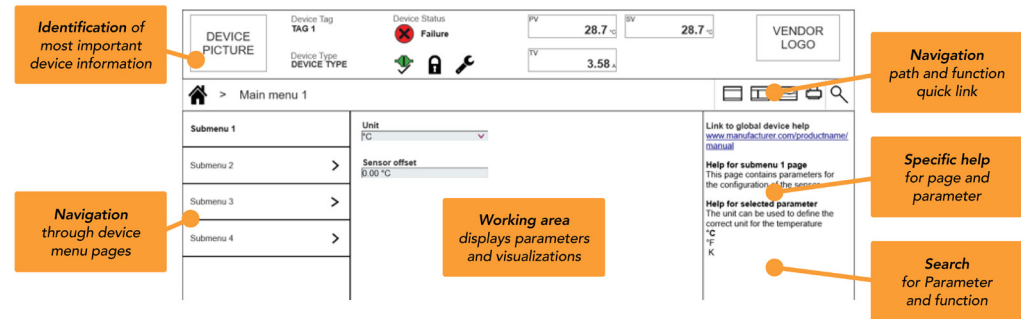 Identification of
most important
device information
DEVICE
PICTURE
Device Tag
TAG 1
Device Type
DEVICE TYPE
Device Status
Failure
PV
28.7 °C
SV
28.7 °C
TV
3.58 A
VENDOR
LOGO
Navigation
path and function
quick link
> Main menu 1
Submenu 1
Submenu 2 >
Submenu 3 >
Submenu 4 >
Navigation
through device
menu pages
Unit
°C
Sensor offset
0.00 °C
Working area
displays parameters
and visualizations
Link to global device help
www.manufacturer.com/productname/
manual
Help for submenu 1 page
This page contains parameters for
the configuration of the sensor
Help for selected parameter
The unit can be used to define the
correct unit for the temperature
°C
°F
K
Specific help
for page and
parameter
Search
for Parameter
and function